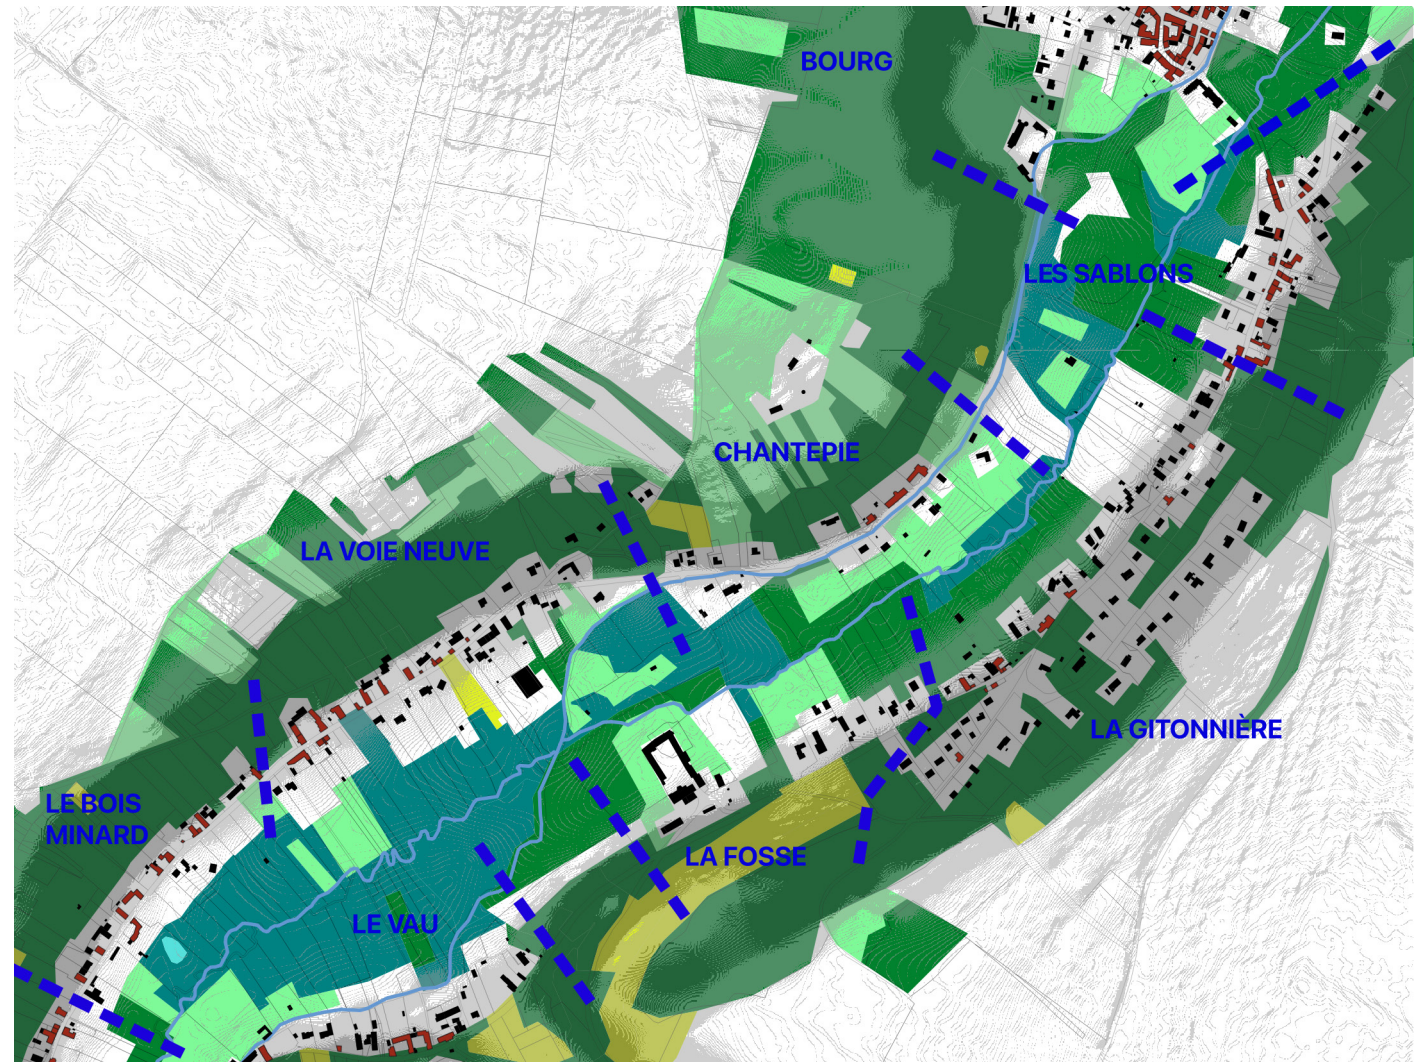 BOURG
LES SABLONS
CHANTEPIE
LA VOIE NEUVE
LA GITONNIÈRE
LE BOIS
MINARD
LA FOSSE
LE VAU